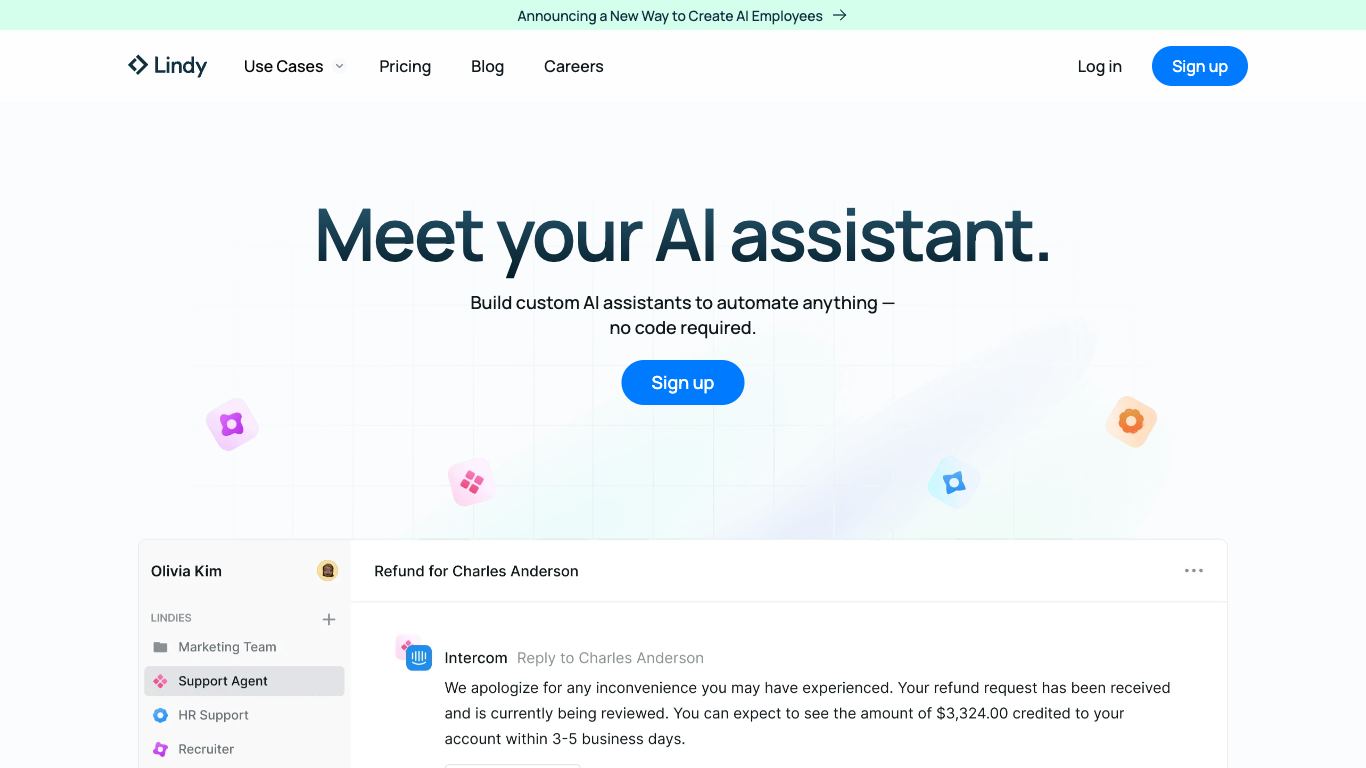 Announcing a New Way to Create AI Employees
Lindy
Use Cases
Pricing
Blog
Careers
Log in
Sign up
Meet your AI assistant.
Build custom AI assistants to automate anything —
no code required.
Sign up
Olivia Kim
LINDIES
Marketing Team
Support Agent
HR Support
Recruiter
Refund for Charles Anderson
Intercom Reply to Charles Anderson
We apologize for any inconvenience you may have experienced. Your refund request has been received
and is currently being reviewed. You can expect to see the amount of $3,324.00 credited to your
account within 3-5 business days.